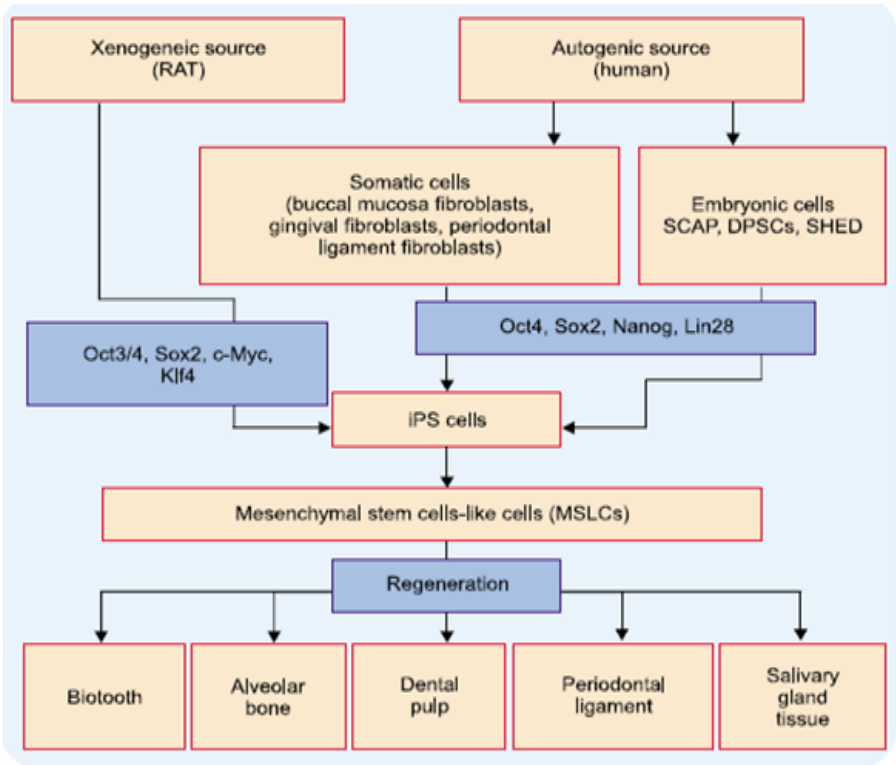 Xenogeneic source
(RAT)
Autogenic source
(human)
Somatic cells
(buccal mucosa fibroblasts,
gingival fibroblasts, periodontal
ligament fibroblasts)
Embryonic cells
SCAP, DPSCs, SHED
Oct3/4, Sox2, c-Myc,
Klf4
Oct4, Sox2, Nanog, Lin28
iPS cells
Mesenchymal stem cells-like cells (MSLCs)
Regeneration
Biotooth
Alveolar
bone
Dental
pulp
Periodontal
ligament
Salivary
gland
tissue